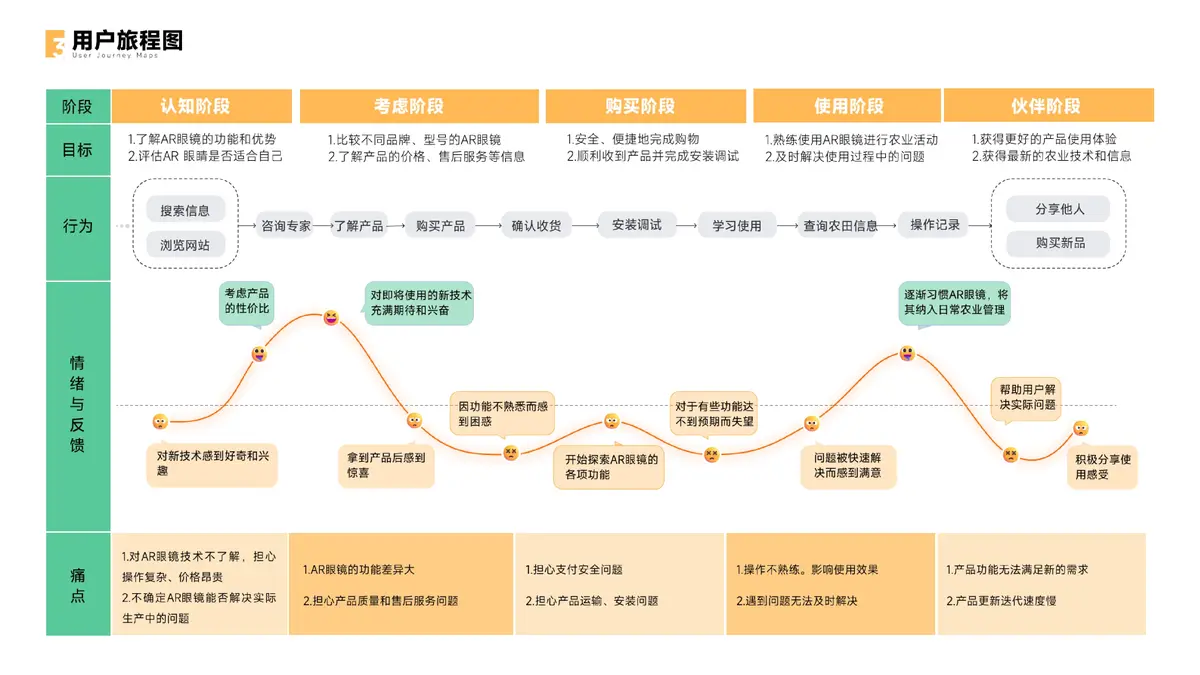 3 用户旅程图
User Journey Maps
阶段
认知阶段
考虑阶段
购买阶段
使用阶段
伙伴阶段
目标
1.了解AR眼镜的功能和优势
2.评估AR 眼睛是否适合自己
1.比较不同品牌、型号的AR眼镜
2.了解产品的价格、售后服务等信息
1.安全、便捷地完成购物
2.顺利收到产品并完成安装调试
1.熟练使用AR眼镜进行农业活动
2.及时解决使用过程中的问题
1.获得更好的产品使用体验
2.获得最新的农业技术和信息
行为
搜索信息
浏览网站
咨询专家
了解产品
购买产品
确认收货
安装调试
学习使用
查询农田信息
操作记录
分享他人
购买新品
情绪与反馈
考虑产品
的性价比
对即将使用的新技术
充满期待和兴奋
逐渐习惯AR眼镜，将
其纳入日常农业管理
对新技术感到好奇和兴
趣
拿到产品后感到
惊喜
因功能不熟悉而感
到困惑
开始探索AR眼镜的
各项功能
对于有些功能达
不到预期而失望
问题被快速解
决而感到满意
帮助用户解
决实际问题
积极分享使
用感受
痛点
1.对AR眼镜技术不了解，担心
操作复杂、价格昂贵
2.不确定AR眼镜能否解决实际
生产中的问题
1.AR眼镜的功能差异大
2.担心产品质量和售后服务问题
1.担心支付安全问题
2.担心产品运输、安装问题
1.操作不熟练。影响使用效果
2.遇到问题无法及时解决
1.产品功能无法满足新的需求
2.产品更新迭代速度慢